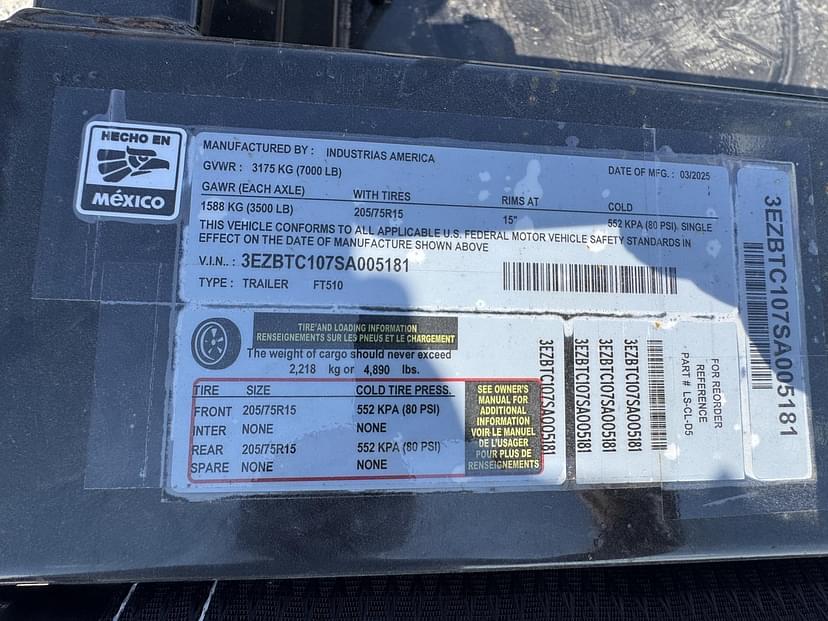 HECHO EN
MÉXICO
MANUFACTURED BY : INDUSTRIAS AMERICA
GVWR : 3175 KG (7000 LB) DATE OF MFG. : 03/2025
GAWR (EACH AXLE) WITH TIRES RIMS AT COLD
1588 KG (3500 LB) 205/75R15 15" 552 KPA (80 PSI) SINGLE
THIS VEHICLE CONFORMS TO ALL APPLICABLE U.S. FEDERAL MOTOR VEHICLE SAFETY STANDARDS IN
EFFECT ON THE DATE OF MANUFACTURE SHOWN ABOVE
V.I.N.. : 3EZBTC107SA005181
TYPE : TRAILER FT510
TIRE AND LOADING INFORMATION
RENSEIGNEMENTS SUR LES PNEUS ET LE CHARGEMENT
The weight of cargo should never exceed
2,218 kg or 4,890 lbs.
TIRE SIZE COLD TIRE PRESS.
FRONT 205/75R15 552 KPA (80 PSI)
INTER NONE NONE
REAR 205/75R15 552 KPA (80 PSI)
SPARE NONE NONE
SEE OWNER'S
MANUAL FOR
ADDITIONAL
INFORMATION
VOIR LE MANUEL
DE L'USAGER
POUR PLUS DE
RENSEIGNEMENTS
3EZBTC107SA005181
3EZBTC107SA005181
3EZBTC107SA005181
3EZBTC107SA005181
FOR REORDER
REFERENCE
PART # LS-CL-D5
3EZBTC107SA005181